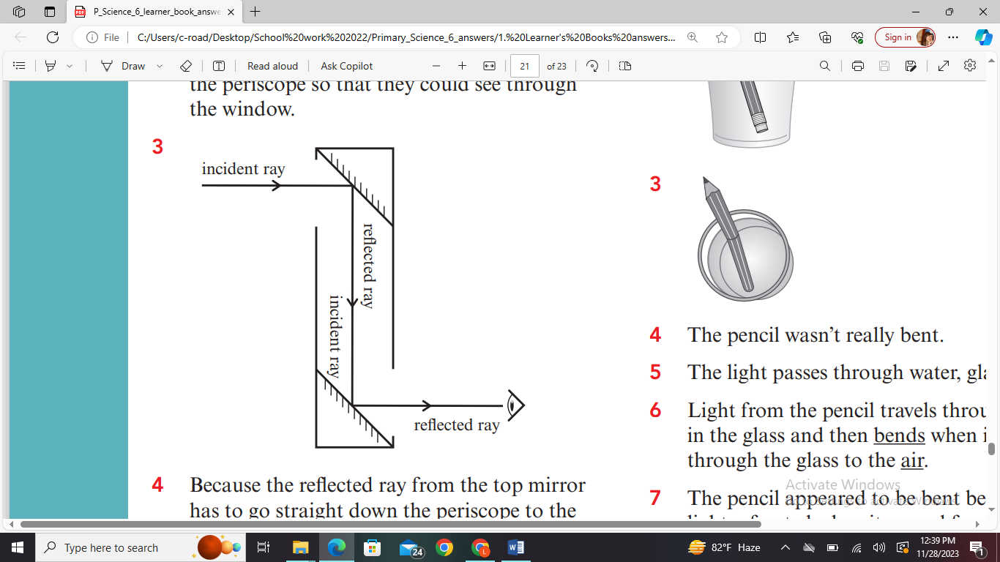 P_Science_6_learner_book_answe
File
C:/Users/c-road/Desktop/School%20work%202022/Primary_Science_6_answers/1.%20Learner's%20Books%20answers...
Sign in
Draw
Read aloud
Ask Copilot
21
of 23
the periscope so that they could see through
the window.
3
incident ray
reflected ray
incident ray
reflected ray
4 Because the reflected ray from the top mirror
has to go straight down the periscope to the
3
4 The pencil wasn't really bent.
5 The light passes through water, gla
6 Light from the pencil travels throu
in the glass and then bends when i
through the glass to the air.
7 The pencil appeared to be bent be
Activate Windows
Type here to search
24
82°F Haze
12:39 PM
11/28/2023
1